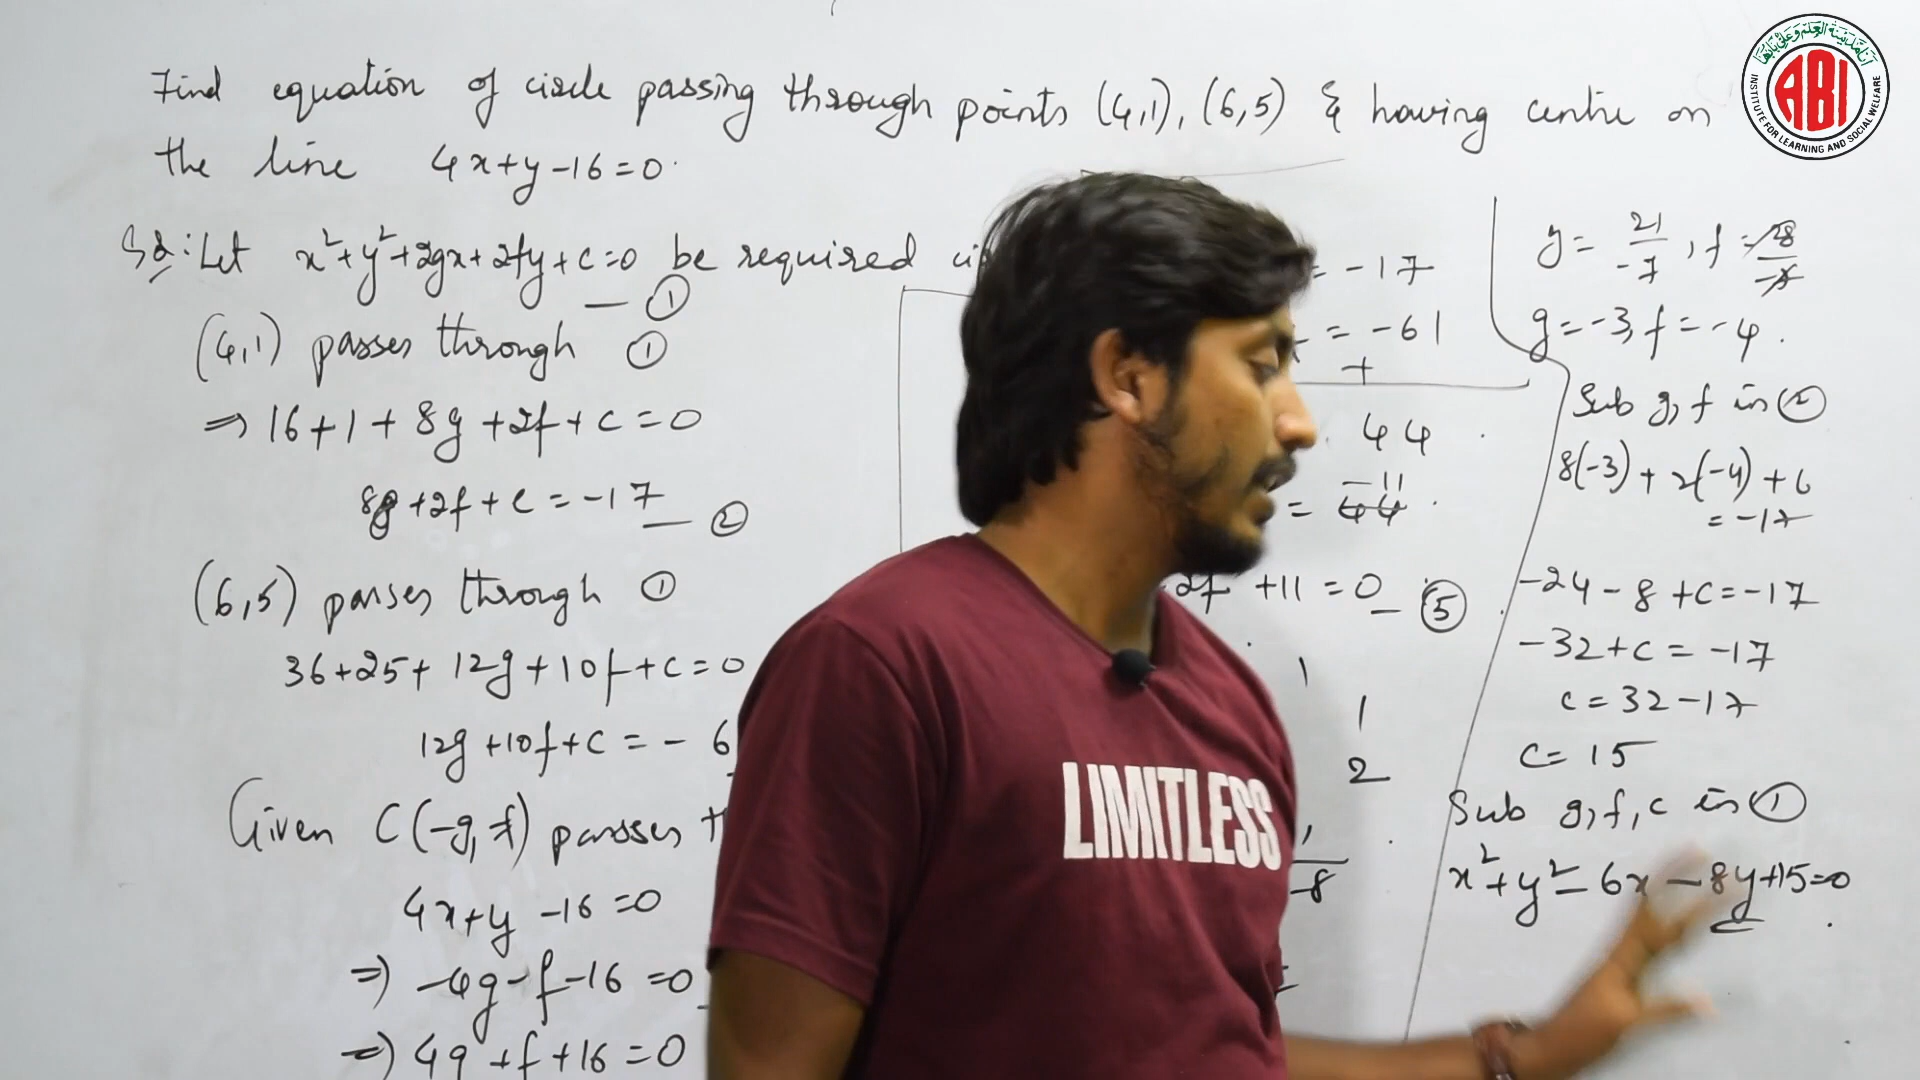 Find equation of circle passing through points (4,1), (6,5) & having centre on
the line 4x+y-16=0.
Sol: Let x²+y²+2gx+2fy+c=0 be required
— ①
(4,1) passes through ①
⇒ 16+1+8g+2f+c=0
8g+2f+c=-17 — ②
(6,5) passes through ①
36+25+12g+10f+c=0
12g+10f+c=-6
Given C(-g,-f) passes
4x+y-16=0
⇒ -4g-f-16=0
⇒ 4g+f+16=0
= -17
= -61
+
44
-11
= 44
2f +11=0 — ⑤
1
1
2
-8
g= 21/-7, f= 28/-7
g=-3, f=-4.
Sub g, f in ②
8(-3)+2(-4)+c
=-17
-24-8+c=-17
-32+c=-17
c=32-17
c=15
Sub g,f,c in ①
x²+y²-6x-8y+15=0
LIMITLESS
انا مدينة العلم وعلي بابها
ABI
INSTITUTE FOR LEARNING AND SOCIAL WELFARE